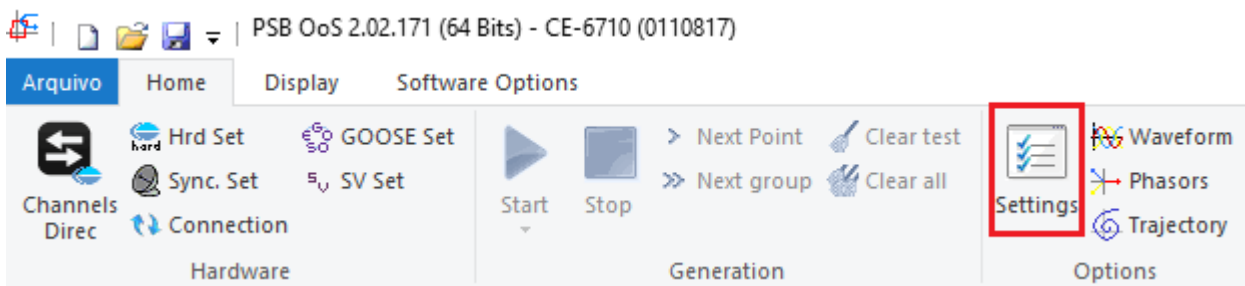 PSB OoS 2.02.171 (64 Bits) - CE-6710 (0110817)
Arquivo Home Display Software Options
hard Hrd Set GOOSE Set
Sync. Set SV Set
Channels Direc
Connection
Hardware
Start Stop
Next Point Clear test
Next group Clear all
Generation
Settings
Waveform
Phasors
Trajectory
Options